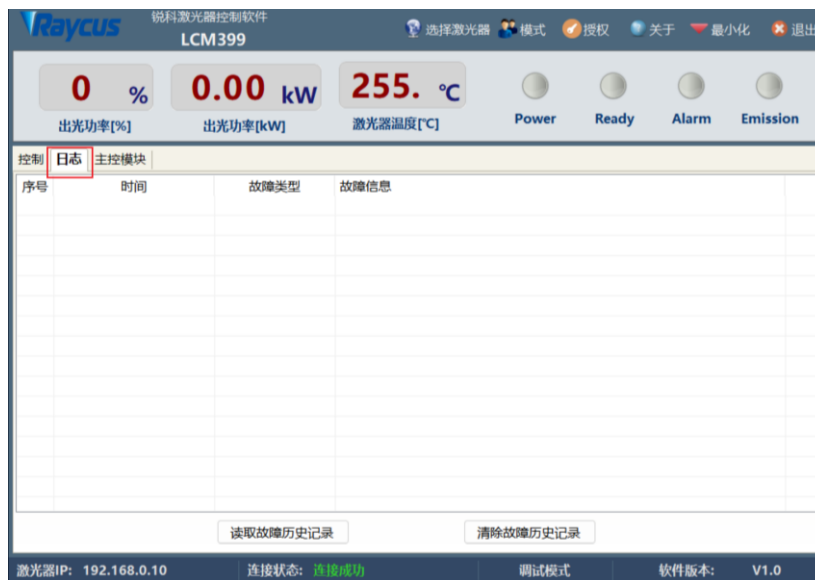 Raycus 锐科激光器控制软件
LCM399
选择激光器 模式 授权 关于 最小化 退出
0 % 0.00 kW 255. ℃
出光功率[%] 出光功率[kW] 激光器温度[℃] Power Ready Alarm Emission
控制 日志 主控模块
序号 时间 故障类型 故障信息
读取故障历史记录 清除故障历史记录
激光器IP: 192.168.0.10 连接状态: 连接成功 调试模式 软件版本: V1.0